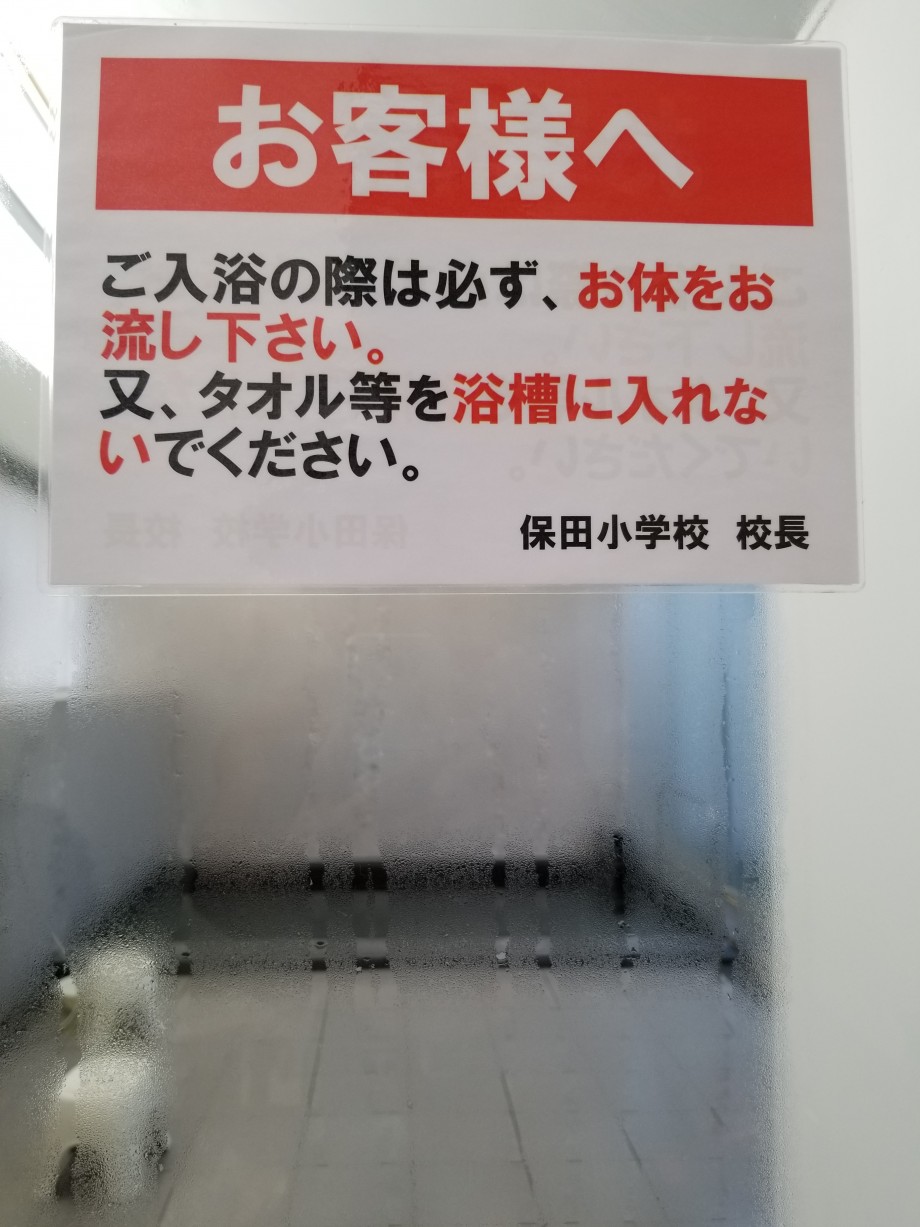 お客様へ
ご入浴の際は必ず、お体をお
流し下さい。
又、タオル等を浴槽に入れな
いでください。
保田小学校 校長